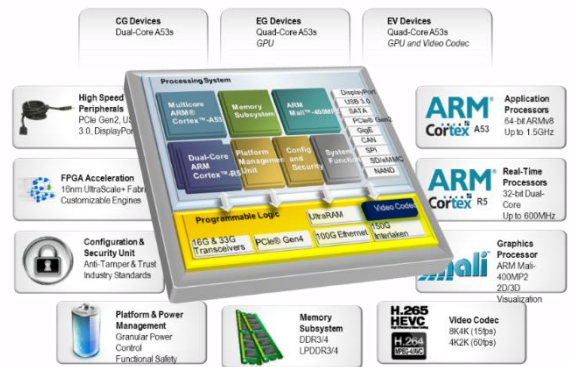 CG Devices
Dual-Core A53s
EG Devices
Quad-Core A53s
GPU
EV Devices
Quad-Core A53s
GPU and Video Codec
High Speed
Peripherals
PCIe Gen2, US
3.0, DisplayPor
FPGA Acceleration
16nm UltraScale+ Fabri
Customizable Engines
Configuration &
Security Unit
Anti-Tamper & Trust
Industry Standards
Processing System
Multicore
ARM®
Cortex™-A53
Memory
Subsystem
ARM
Mali™-400MP
DisplayPort
USB 3.0
SATA
PCIe® Gen2
GigE
CAN
SPI
SD/eMMC
NAND
Dual-Core
ARM
Cortex™-R5
Platform
Management
Unit
Config
and
Security
System
Function
Programmable Logic
UltraRAM
Video Codec
16G & 33G
Transceivers
PCIe® Gen4
100G Ethernet
150G
Interlaken
ARM®
Cortex A53
Application
Processors
64-bit ARMv8
Up to 1.5GHz
ARM®
Cortex R5
Real-Time
Processors
32-bit Dual-
Core
Up to 600MHz
mali
Graphics
Processor
ARM Mali-
400MP2
2D/3D
Visualization
Platform & Power
Management
Granular Power
Control
Functional Safety
Memory
Subsystem
DDR3/4
LPDDR3/4
H.265
HEVC
H.264
MPEG-4/AVC
Video Codec
8K4K (15fps)
4K2K (60fps)